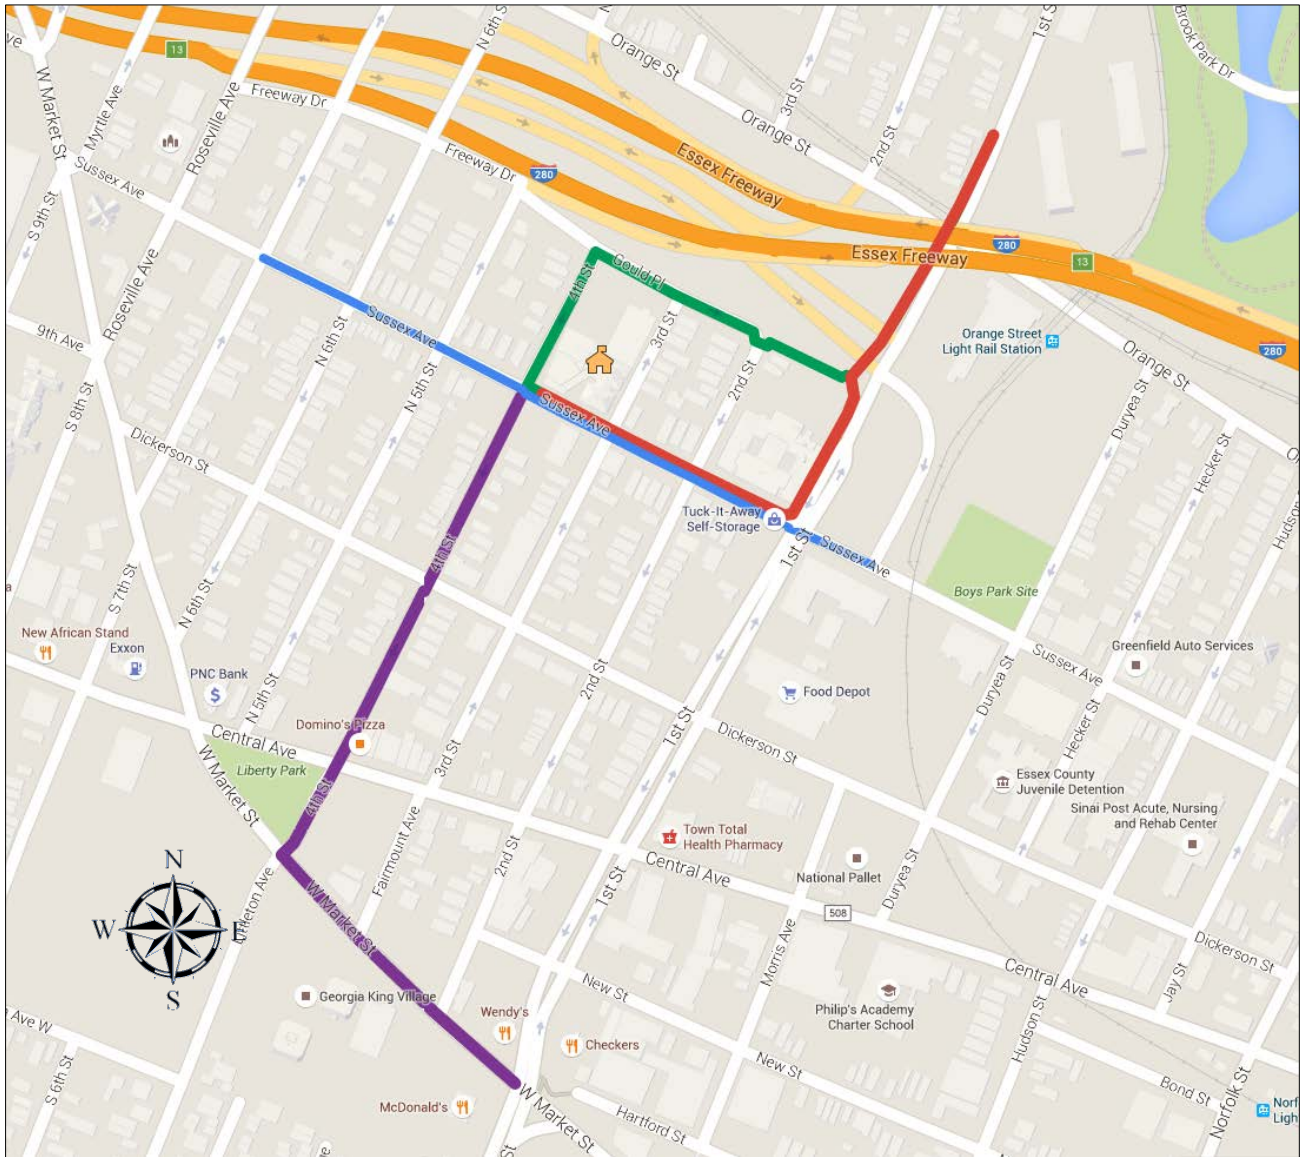 1st St
Brook Park Dr
N 6th St
Orange St
13
Ave
W Market St
Myrtle Ave
Roseville Ave
Freeway Dr
3rd St
Orange St
2nd St
Sussex Ave
Freeway Dr
280
Essex Freeway
S 9th St
Roseville Ave
4th St
Gould Pl
280
Essex Freeway
13
9th Ave
Sussex Ave
N 6th St
3rd St
Orange Street
Light Rail Station
Orange St
280
S 8th St
N 5th St
2nd St
Duryea St
Sussex Ave
Dickerson St
Hecker St
Hudson
Tuck-It-Away
Self-Storage
1st St
Sussex Ave
4th St
Boys Park Site
S 7th St
N 6th St
New African Stand
Exxon
PNC Bank
$
N 5th St
2nd St
Food Depot
Duryea St
Sussex Ave
Greenfield Auto Services
Domino's Pizza
Central Ave
Liberty Park
3rd St
1st St
Dickerson St
Hecker St
Essex County
Juvenile Detention
Sinai Post Acute, Nursing
and Rehab Center
W Market St
4th St
Town Total
Health Pharmacy
Central Ave
National Pallet
Fairmount Ave
2nd St
1st St
Duryea St
508
N
W
E
S
Littleton Ave
W Market St
Morris Ave
Dickerson St
Central Ave
Jay St
Georgia King Village
New St
Wendy's
Checkers
Philip's Academy
Charter School
Ave W
S 6th St
Hudson St
New St
Bond St
Norfolk St
Norf
Ligh
McDonald's
W Market St
Hartford St
St